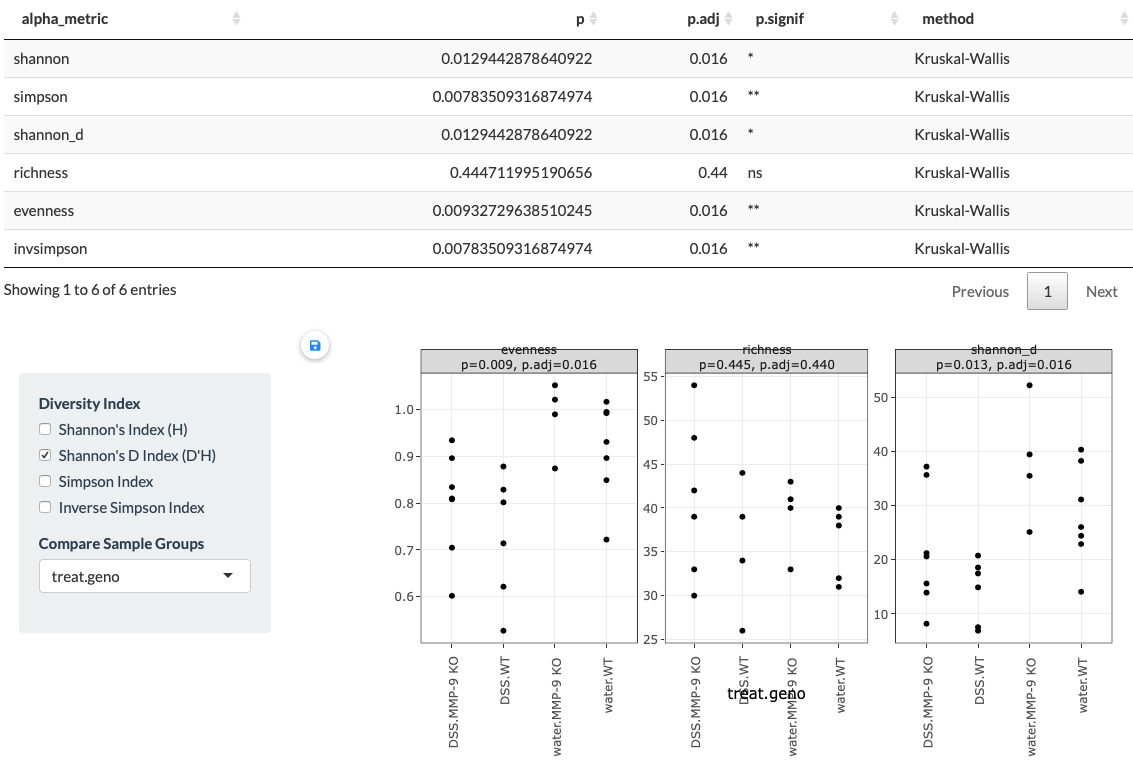 alpha_metric p p.adj p.signif method
shannon 0.0129442878640922 0.016 * Kruskal-Wallis
simpson 0.00783509316874974 0.016 ** Kruskal-Wallis
shannon_d 0.0129442878640922 0.016 * Kruskal-Wallis
richness 0.444711995190656 0.44 ns Kruskal-Wallis
evenness 0.00932729638510245 0.016 ** Kruskal-Wallis
invsimpson 0.00783509316874974 0.016 ** Kruskal-Wallis
Showing 1 to 6 of 6 entries
Previous 1 Next
Diversity Index
Shannon's Index (H)
Shannon's D Index (D'H)
Simpson Index
Inverse Simpson Index
Compare Sample Groups
treat.geno
evenness
p=0.009, p.adj=0.016
1.0
0.9
0.8
0.7
0.6
DSS.MMP-9 KO
DSS.WT
water.MMP-9 KO
water.WT
richness
p=0.445, p.adj=0.440
55
50
45
40
35
30
25
DSS.MMP-9 KO
DSS.WT
water.MMP-9 KO
water.WT
treat.geno
shannon_d
p=0.013, p.adj=0.016
50
40
30
20
10
DSS.MMP-9 KO
DSS.WT
water.MMP-9 KO
water.WT